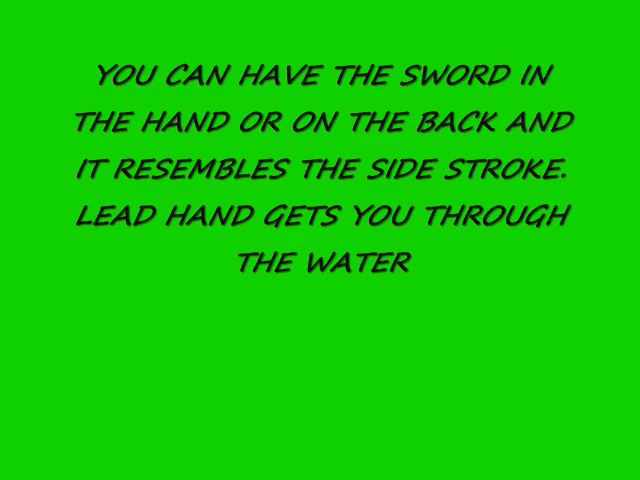 YOU CAN HAVE THE SWORD IN
THE HAND OR ON THE BACK AND
IT RESEMBLES THE SIDE STROKE.
LEAD HAND GETS YOU THROUGH
THE WATER